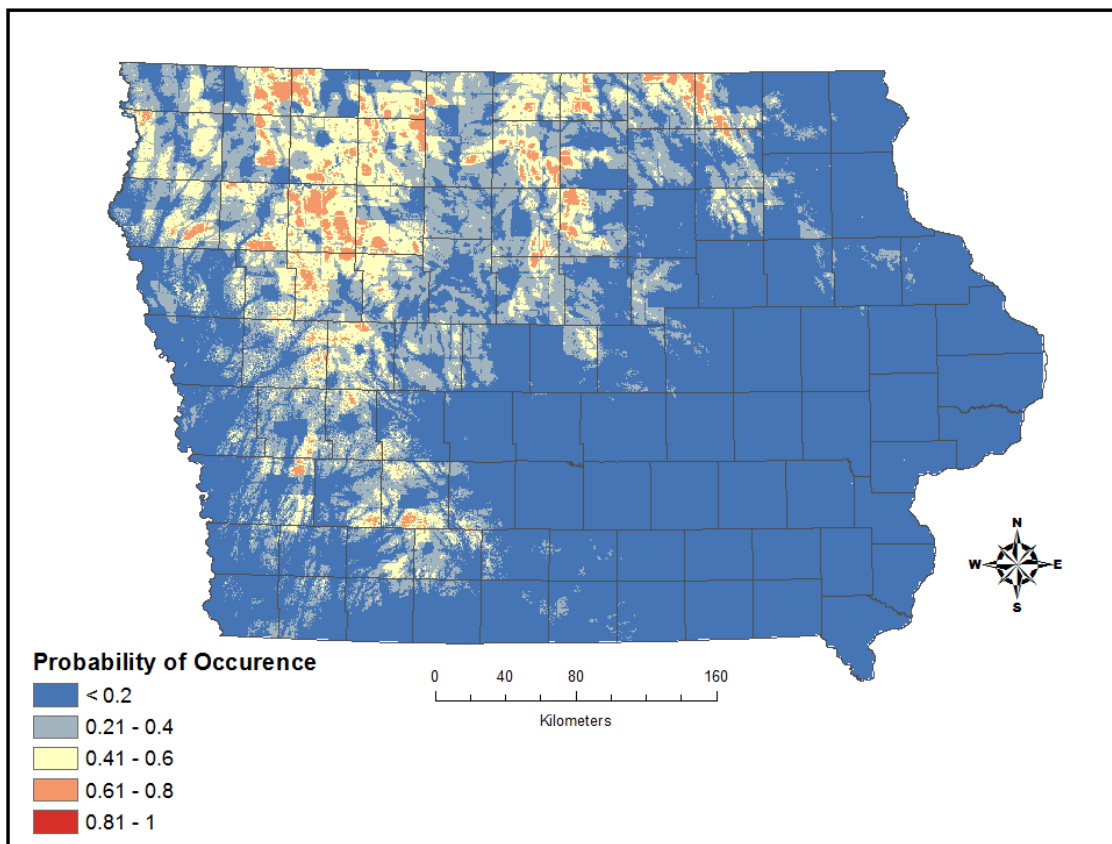 N
W E
S
Probability of Occurence
< 0.2
0.21 - 0.4
0.41 - 0.6
0.61 - 0.8
0.81 - 1
0 40 80 160
Kilometers